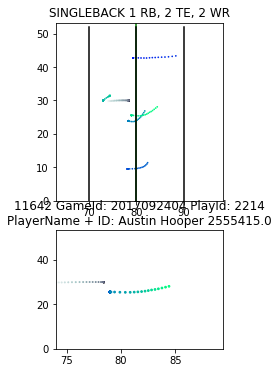 SINGLEBACK 1 RB, 2 TE, 2 WR
50
40
30
20
10
0
70 80 90
11642 GameId: 2017092404 PlayId: 2214
PlayerName + ID: Austin Hooper 2555415.0
40
20
0
75 80 85